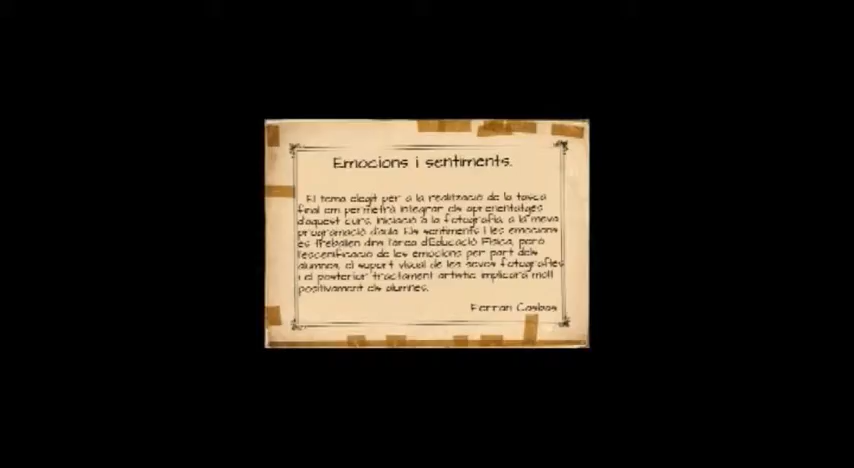 Emocions i sentiments.
El tema elegit per a la realització de la tasca
final em permetrà integrar els aprenentatges
d'aquest curs, iniciació a la fotografia, a la meva
programació d'aula. Els sentiments i les emocions
es treballen dins l'àrea d'Educació Física, però
l'escenificació de les emocions per part dels
alumnes, el suport visual de les seves fotografies
i el posterior tractament artístic implicarà molt
positivament els alumnes.
Ferran Casbas